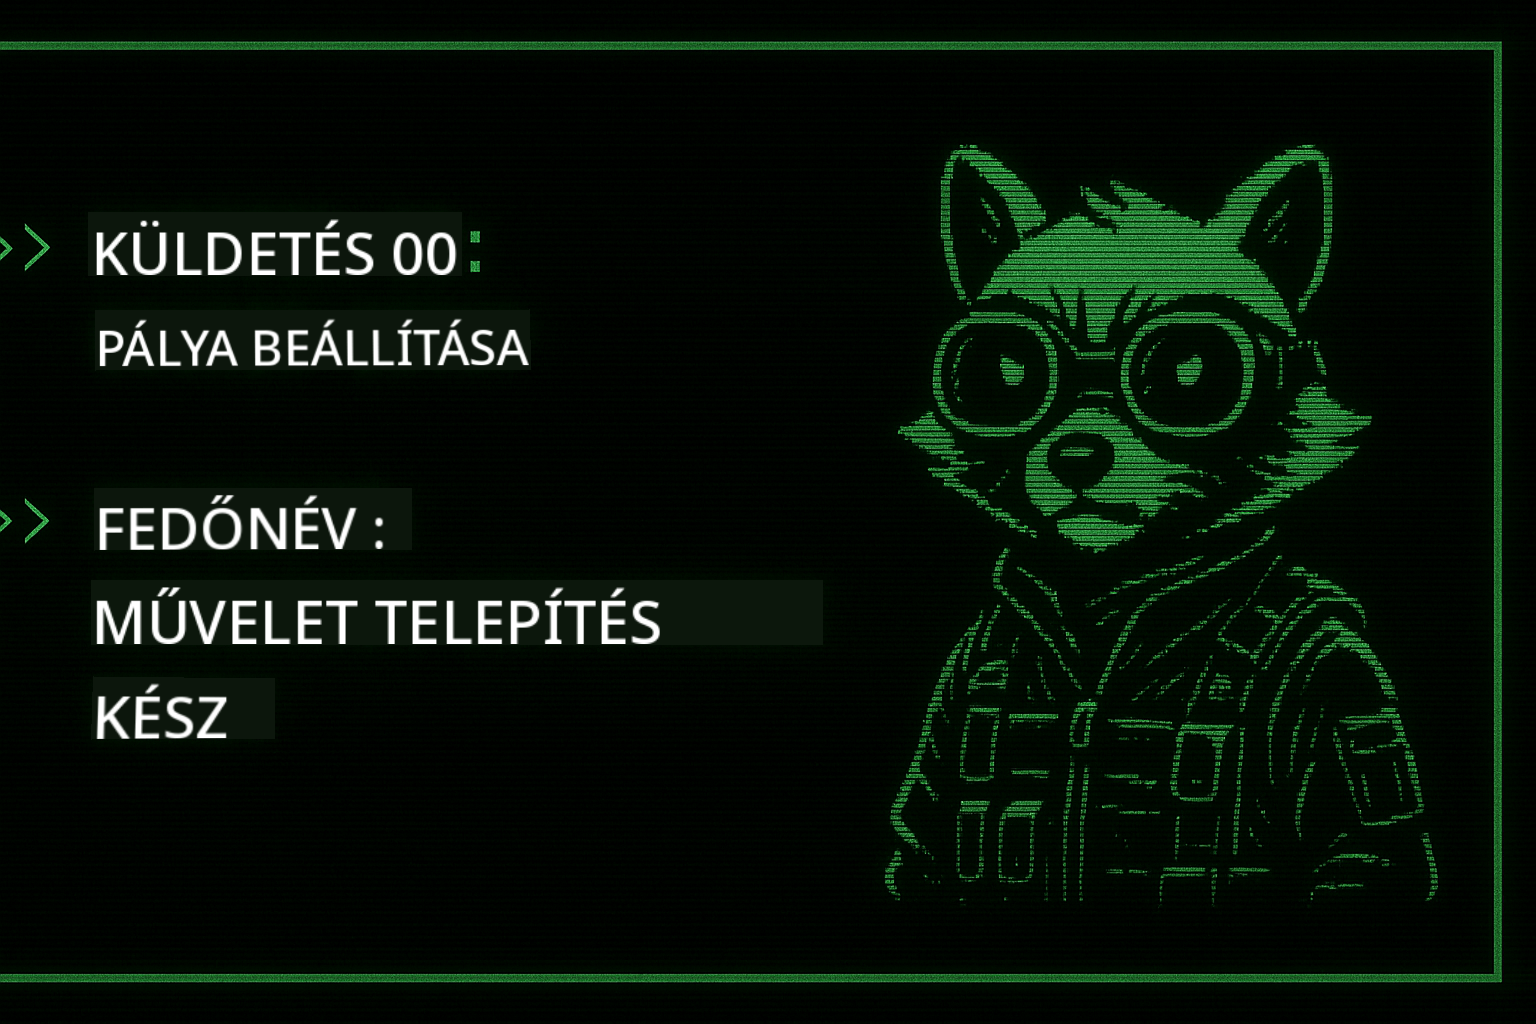 >> KÜLDETÉS 00 :
PÁLYA BEÁLLÍTÁSA
>> FEDŐNÉV :
MŰVELET TELEPÍTÉS
KÉSZ